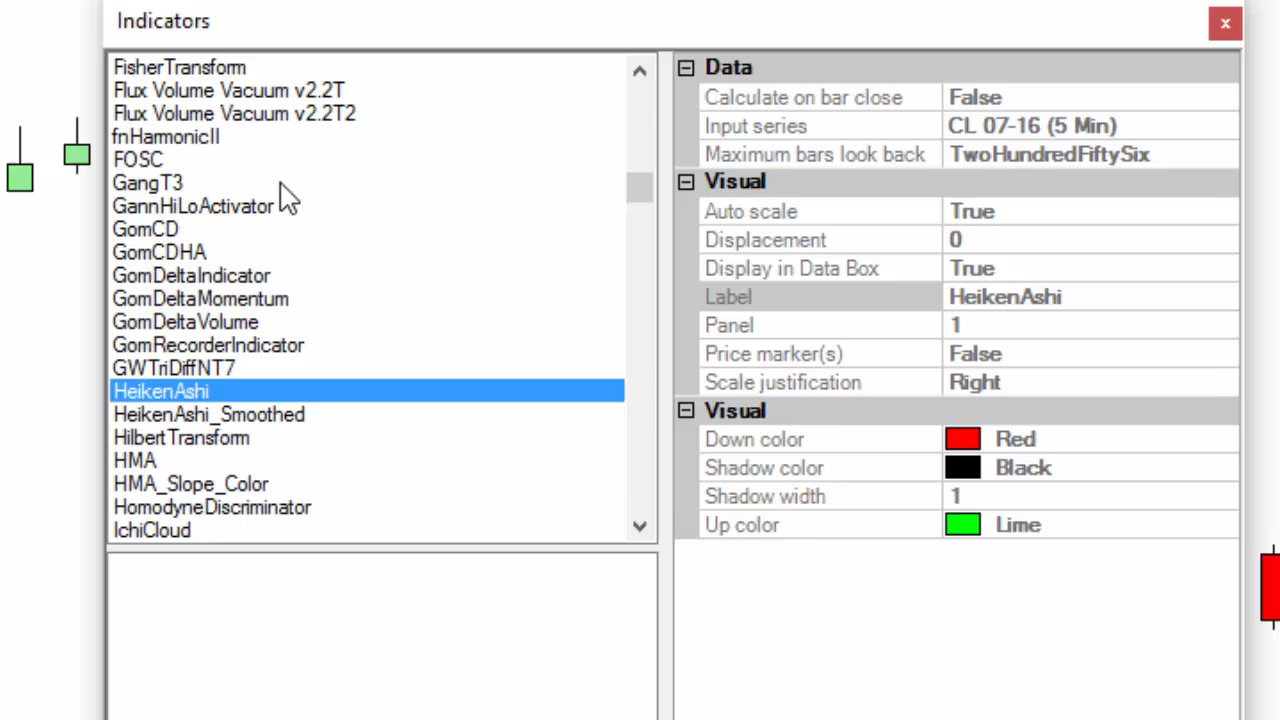 Indicators
x
FisherTransform
Flux Volume Vacuum v2.2T
Flux Volume Vacuum v2.2T2
fnHarmonicII
FOSC
GangT3
GannHiLoActivator
GomCD
GomCDHA
GomDeltaIndicator
GomDeltaMomentum
GomDeltaVolume
GomRecorderIndicator
GWTriDiffNT7
HeikenAshi
HeikenAshi_Smoothed
HilbertTransform
HMA
HMA_Slope_Color
HomodyneDiscriminator
IchiCloud
Data
Calculate on bar close False
Input series CL 07-16 (5 Min)
Maximum bars look back TwoHundredFiftySix
Visual
Auto scale True
Displacement 0
Display in Data Box True
Label HeikenAshi
Panel 1
Price marker(s) False
Scale justification Right
Visual
Down color Red
Shadow color Black
Shadow width 1
Up color Lime